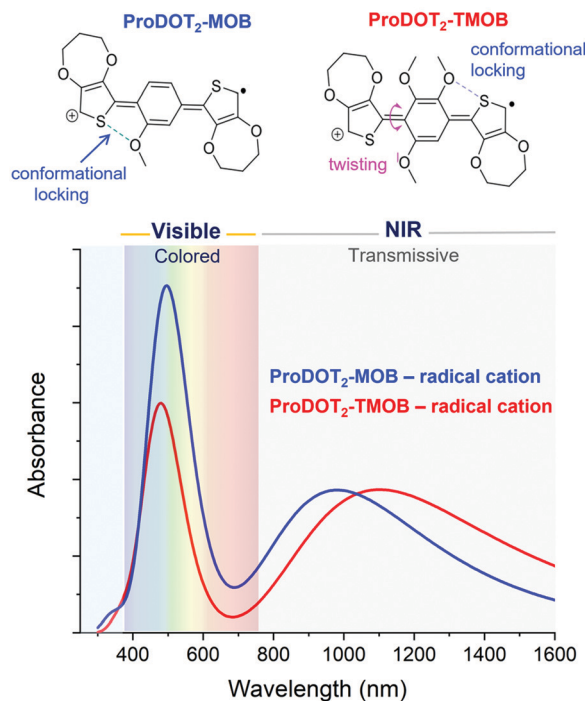 ProDOT₂-MOB
ProDOT₂-TMOB
O
O
S
O
⊕
S
O
O
•
conformational
locking
O
O
S
⊕
O
O
O
S
•
O
O
twisting
conformational
locking
Visible
NIR
Colored
Transmissive
ProDOT₂-MOB – radical cation
ProDOT₂-TMOB – radical cation
Absorbance
400 600 800 1000 1200 1400 1600
Wavelength (nm)